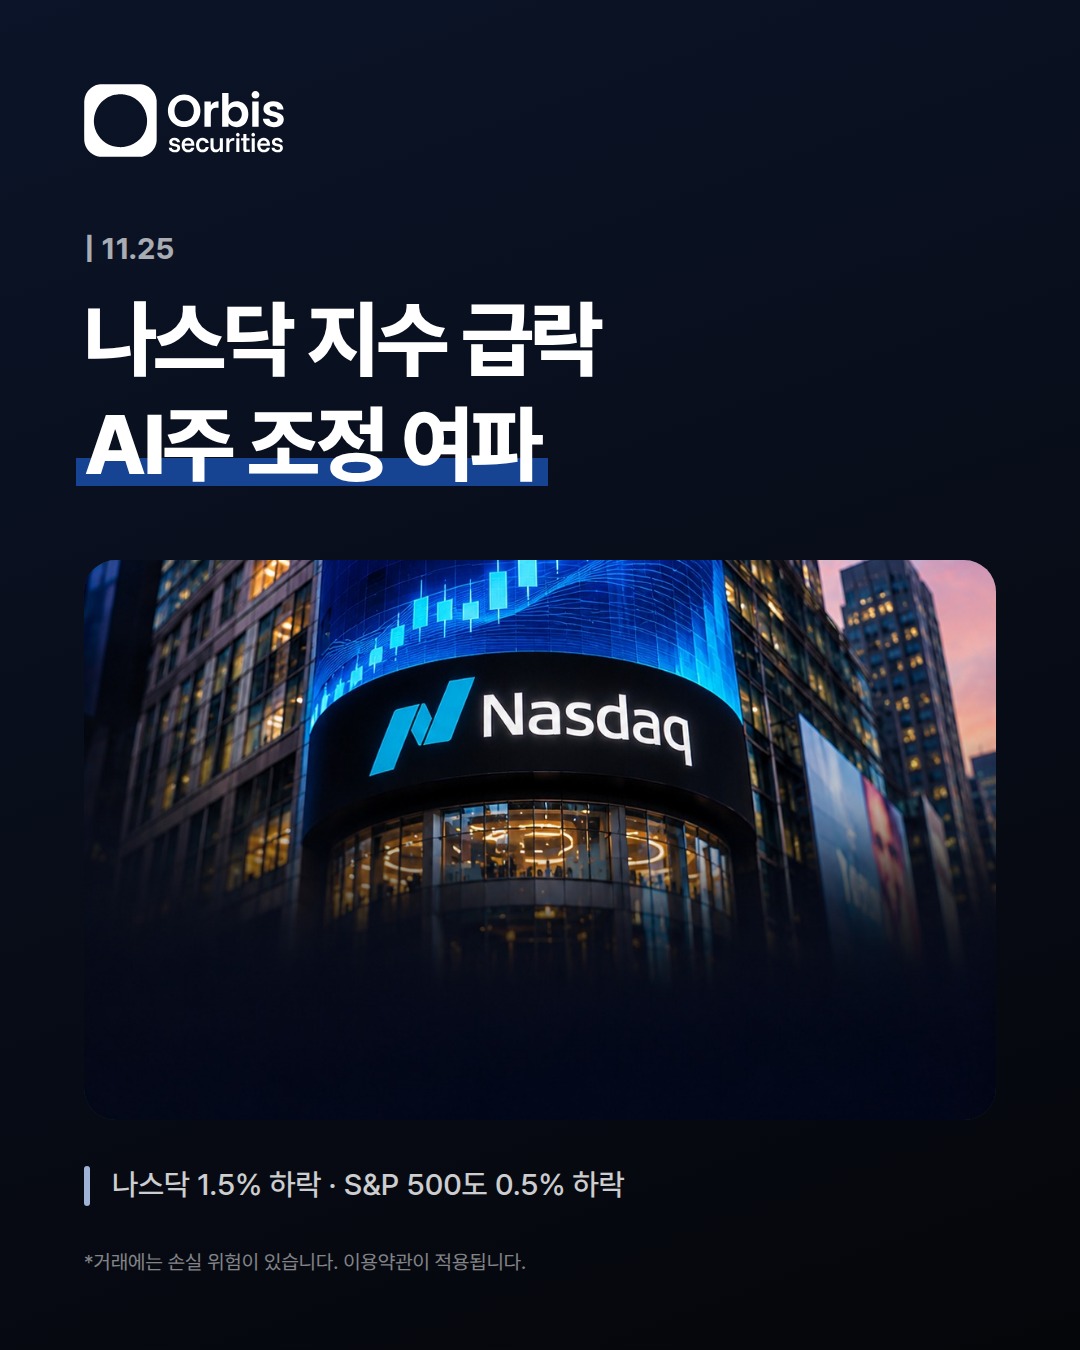 Orbis
securities
| 11.25
나스닥 지수 급락
AI주 조정 여파
Nasdaq
나스닥 1.5% 하락 · S&P 500도 0.5% 하락
*거래에는 손실 위험이 있습니다. 이용약관이 적용됩니다.